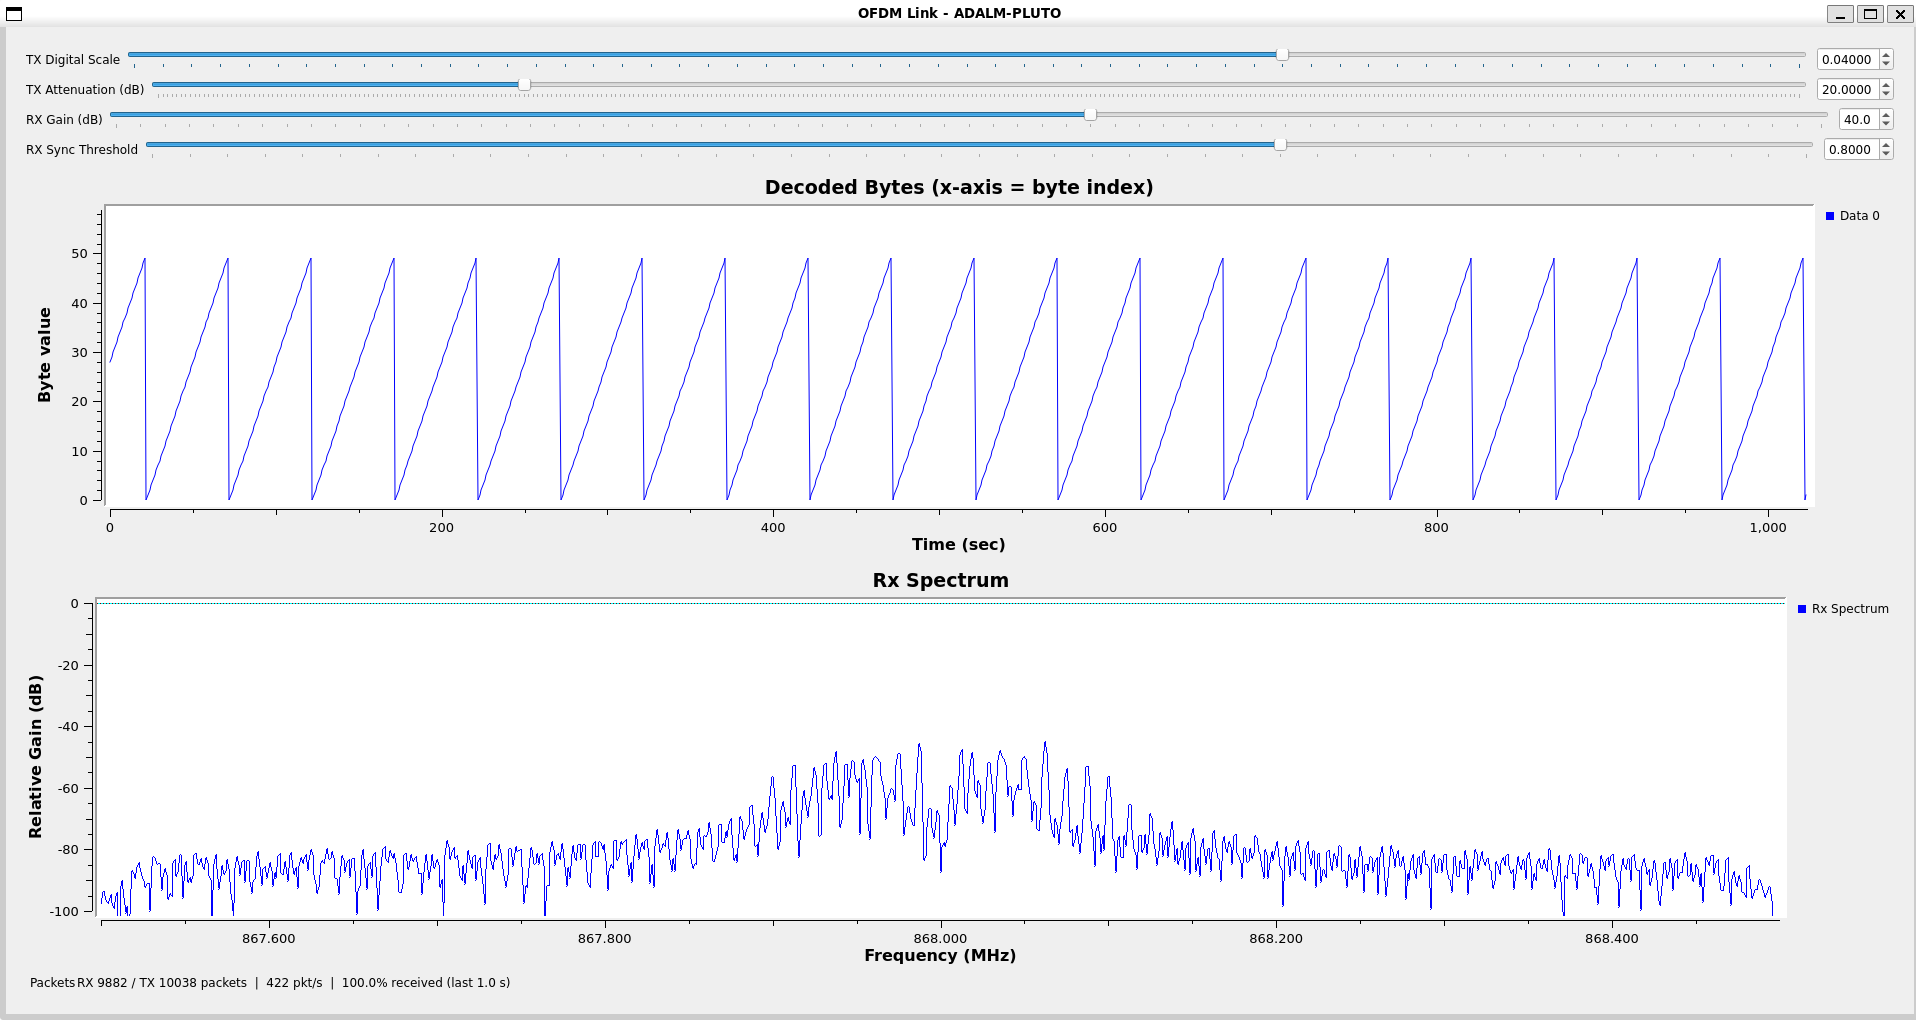 OFDM Link - ADALM-PLUTO
TX Digital Scale 0.04000
TX Attenuation (dB) 20.0000
RX Gain (dB) 40.0
RX Sync Threshold 0.8000
Decoded Bytes (x-axis = byte index)
Data 0
50
40
30
20
10
0
Byte value
0 200 400 600 800 1,000
Time (sec)
Rx Spectrum
Rx Spectrum
0
-20
-40
-60
-80
-100
Relative Gain (dB)
867.600 867.800 868.000 868.200 868.400
Frequency (MHz)
Packets RX 9882 / TX 10038 packets | 422 pkt/s | 100.0% received (last 1.0 s)